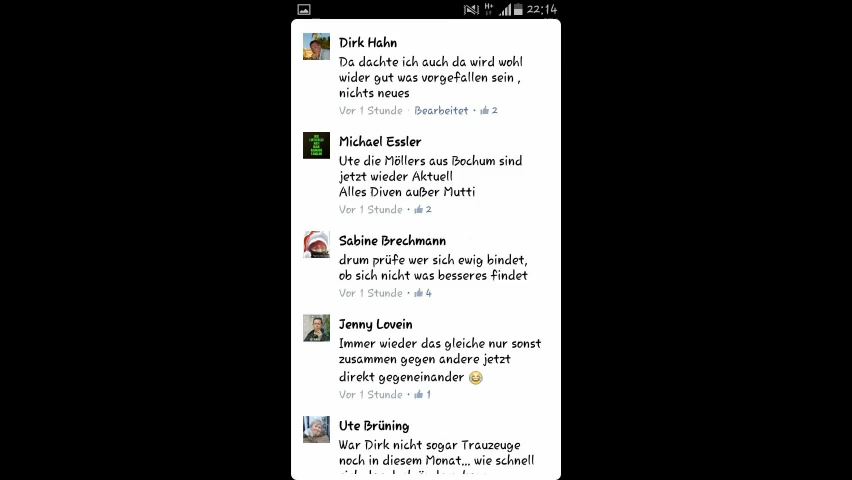 22:14
Dirk Hahn
Da dachte ich auch da wird wohl
wider gut was vorgefallen sein ,
nichts neues
Vor 1 Stunde · Bearbeitet • 2
Michael Essler
Ute die Möllers aus Bochum sind
jetzt wieder Aktuell
Alles Diven außer Mutti
Vor 1 Stunde • 2
Sabine Brechmann
drum prüfe wer sich ewig bindet,
ob sich nicht was besseres findet
Vor 1 Stunde • 4
Jenny Lovein
Immer wieder das gleiche nur sonst
zusammen gegen andere jetzt
direkt gegeneinander 😂
Vor 1 Stunde • 1
Ute Brüning
War Dirk nicht sogar Trauzeuge
noch in diesem Monat... wie schnell